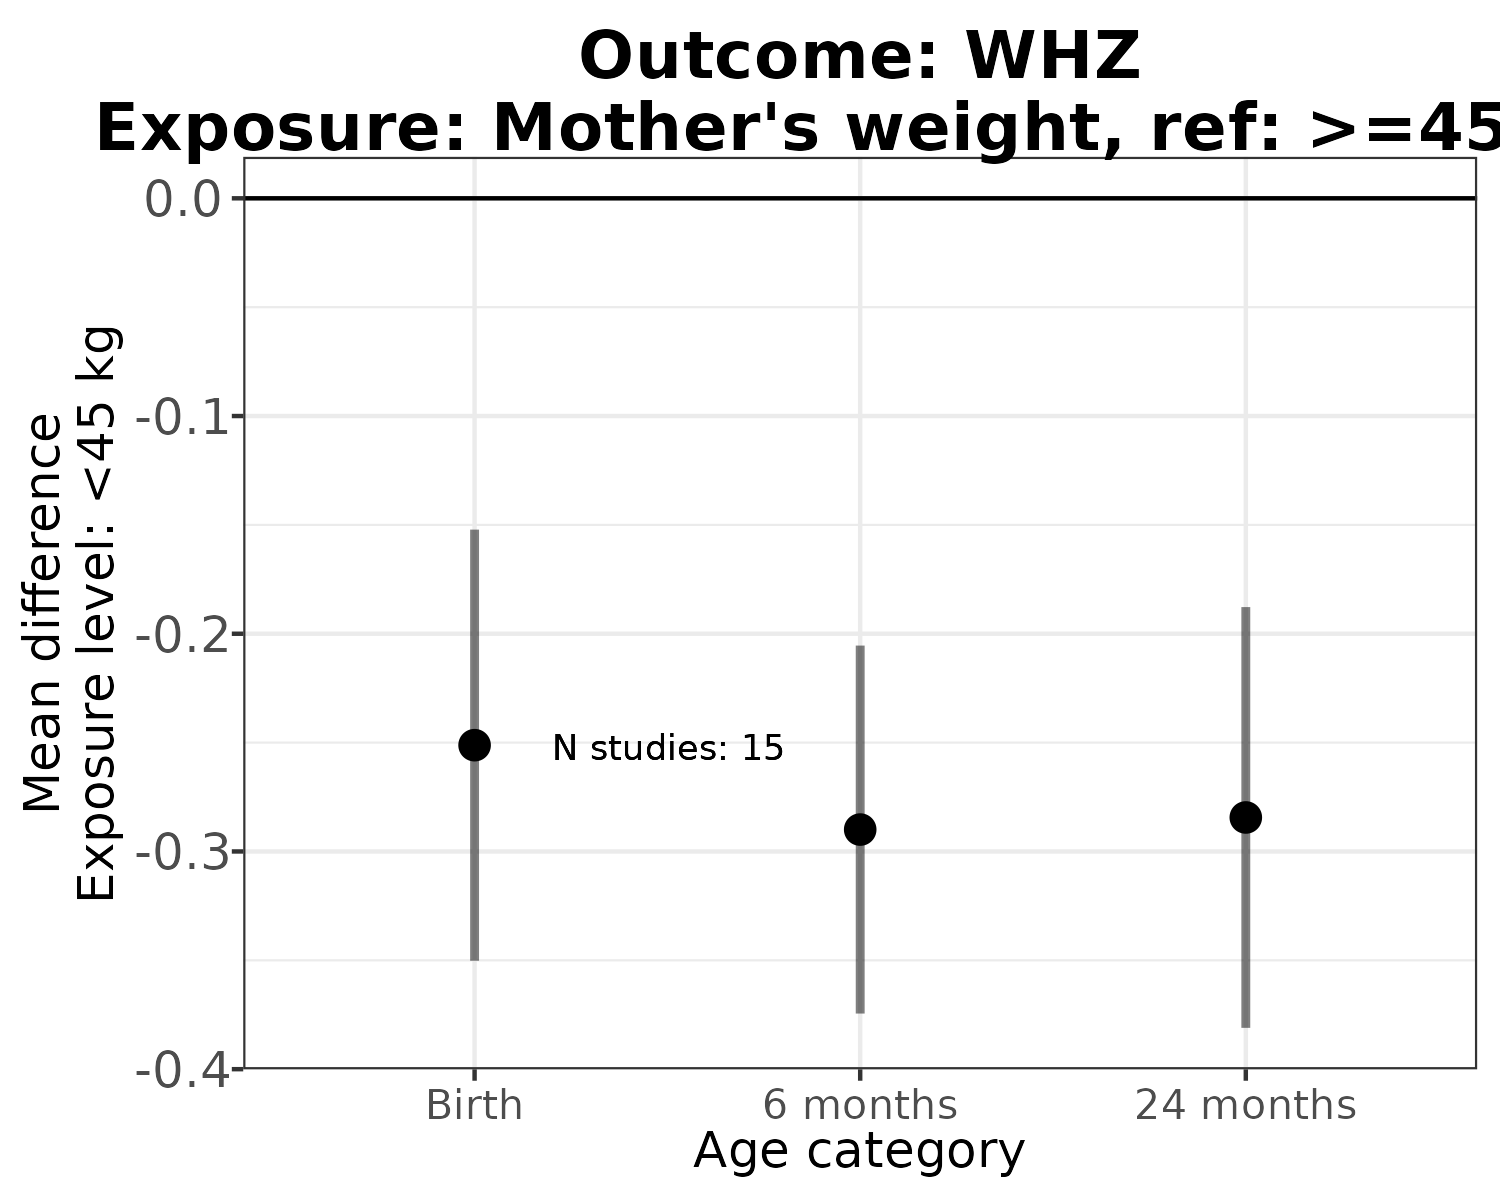 Outcome: WHZ
Exposure: Mother's weight, ref: >=45
0.0
-0.1
-0.2
-0.3
-0.4
Mean difference
Exposure level: <45 kg
N studies: 15
Birth
6 months
24 months
Age category